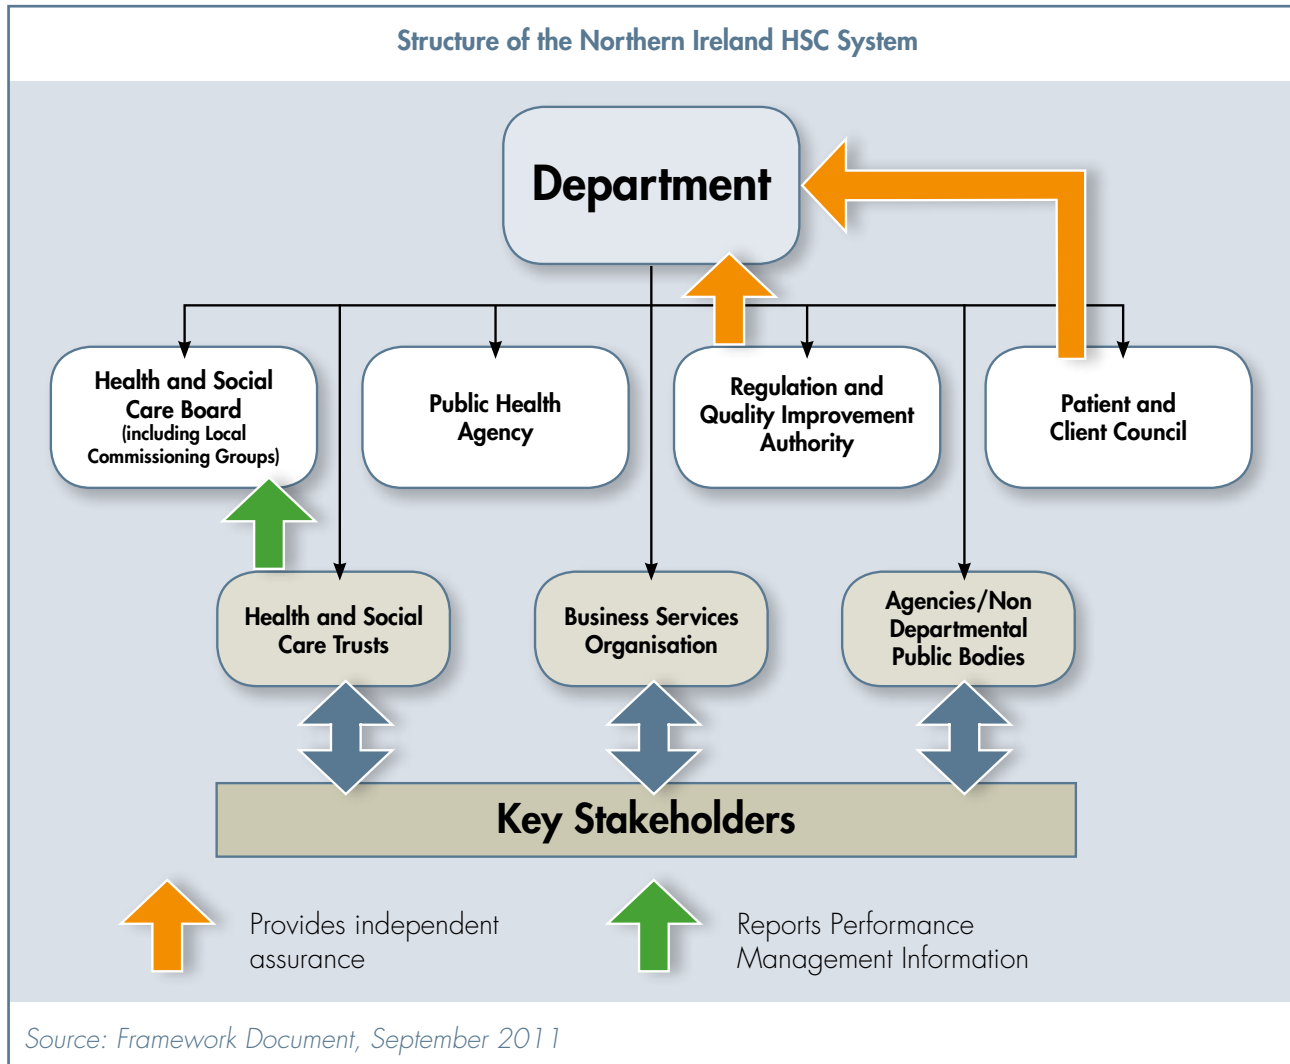 Structure of the Northern Ireland HSC System
Department
Health and Social
Care Board
(including Local
Commissioning Groups)
Public Health
Agency
Regulation and
Quality Improvement
Authority
Patient and
Client Council
Health and Social
Care Trusts
Business Services
Organisation
Agencies/Non
Departmental
Public Bodies
Key Stakeholders
Provides independent
assurance
Reports Performance
Management Information
Source: Framework Document, September 2011